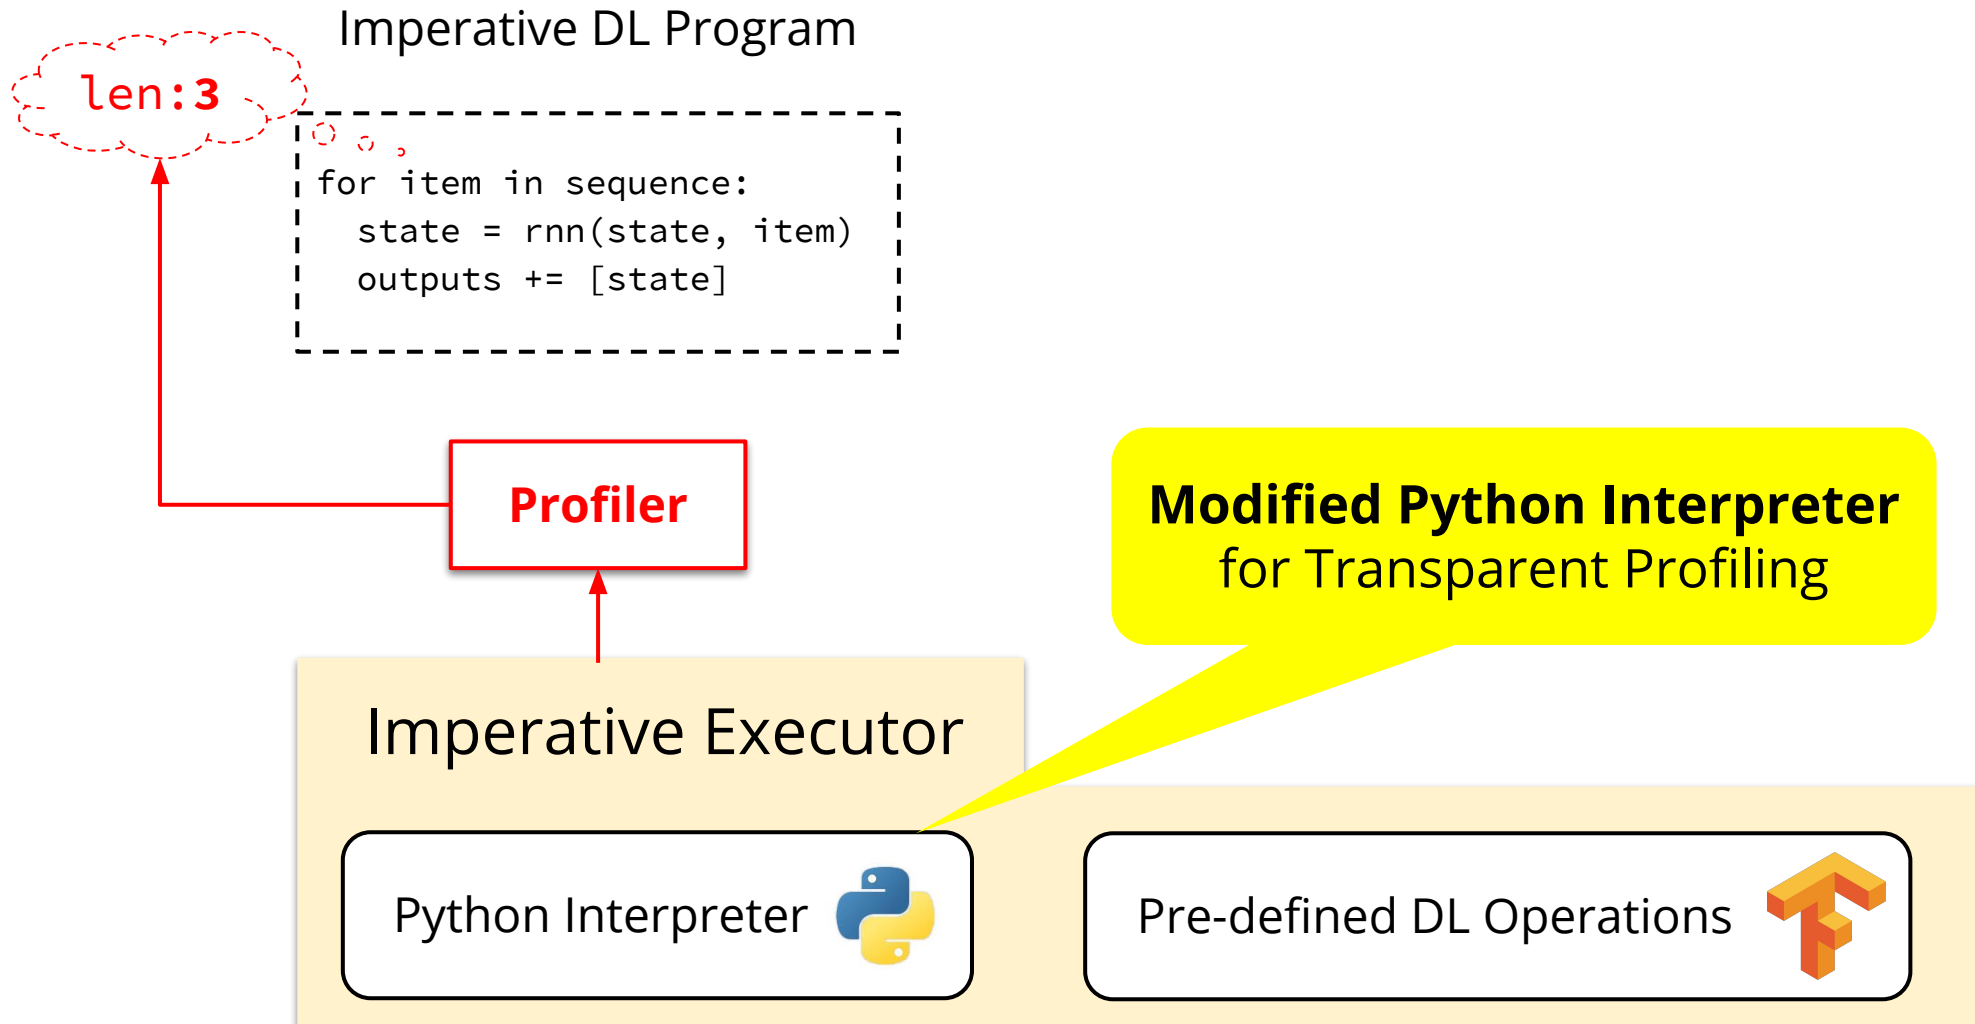 Imperative DL Program
len:3
for item in sequence:
  state = rnn(state, item)
  outputs += [state]
Profiler
Modified Python Interpreter
for Transparent Profiling
Imperative Executor
Python Interpreter
Pre-defined DL Operations